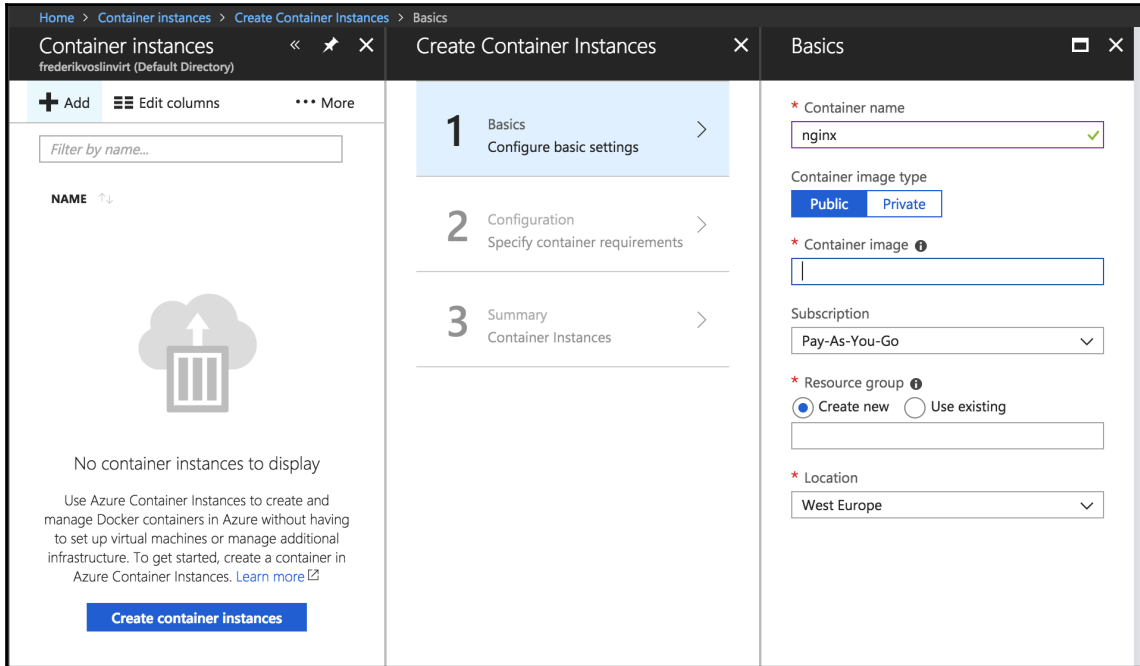 Home > Container instances > Create Container Instances > Basics
Container instances
frederikvoslinvirt (Default Directory)
Add
Edit columns
More
Filter by name...
NAME
No container instances to display
Use Azure Container Instances to create and
manage Docker containers in Azure without having
to set up virtual machines or manage additional
infrastructure. To get started, create a container in
Azure Container Instances. Learn more
Create container instances
Create Container Instances
1
Basics
Configure basic settings
2
Configuration
Specify container requirements
3
Summary
Container Instances
Basics
* Container name
nginx
Container image type
Public Private
* Container image
Subscription
Pay-As-You-Go
* Resource group
Create new Use existing
* Location
West Europe